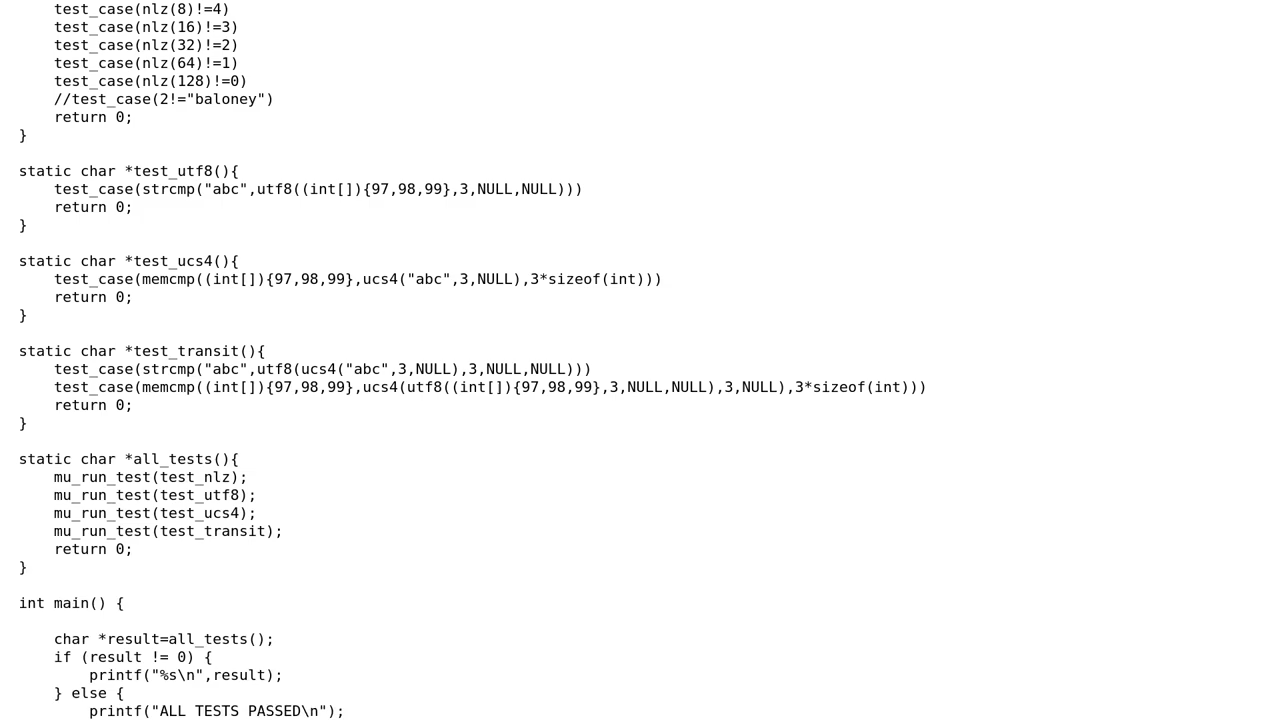 test_case(nlz(8)!=4)
    test_case(nlz(16)!=3)
    test_case(nlz(32)!=2)
    test_case(nlz(64)!=1)
    test_case(nlz(128)!=0)
    //test_case(2!="baloney")
    return 0;
}

static char *test_utf8(){
    test_case(strcmp("abc",utf8((int[]){97,98,99},3,NULL,NULL)))
    return 0;
}

static char *test_ucs4(){
    test_case(memcmp((int[]){97,98,99},ucs4("abc",3,NULL),3*sizeof(int)))
    return 0;
}

static char *test_transit(){
    test_case(strcmp("abc",utf8(ucs4("abc",3,NULL),3,NULL,NULL)))
    test_case(memcmp((int[]){97,98,99},ucs4(utf8((int[]){97,98,99},3,NULL,NULL),3,NULL),3*sizeof(int)))
    return 0;
}

static char *all_tests(){
    mu_run_test(test_nlz);
    mu_run_test(test_utf8);
    mu_run_test(test_ucs4);
    mu_run_test(test_transit);
    return 0;
}

int main() {

    char *result=all_tests();
    if (result != 0) {
        printf("%s\n",result);
    } else {
        printf("ALL TESTS PASSED\n");